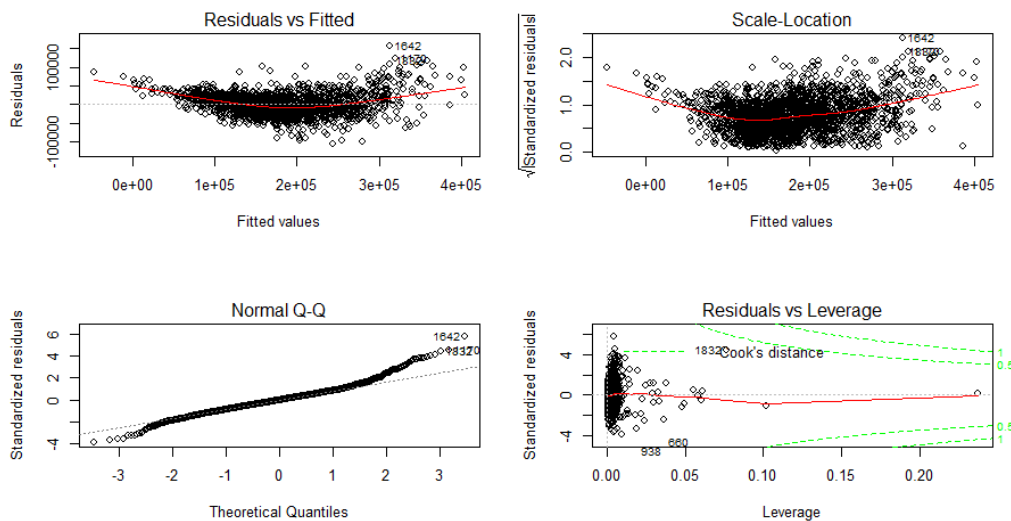 Residuals vs Fitted
Residuals
100000
-100000
1642
0e+00 1e+05 2e+05 3e+05 4e+05
Fitted values
Scale-Location
√|Standardized residuals|
2.0
1.0
0.0
1642
0e+00 1e+05 2e+05 3e+05 4e+05
Fitted values
Normal Q-Q
Standardized residuals
6
4
2
0
-4
1642
-3 -2 -1 0 1 2 3
Theoretical Quantiles
Residuals vs Leverage
Standardized residuals
4
0
-4
Cook's distance
660
938
1
0.5
0.5
1
0.00 0.05 0.10 0.15 0.20
Leverage